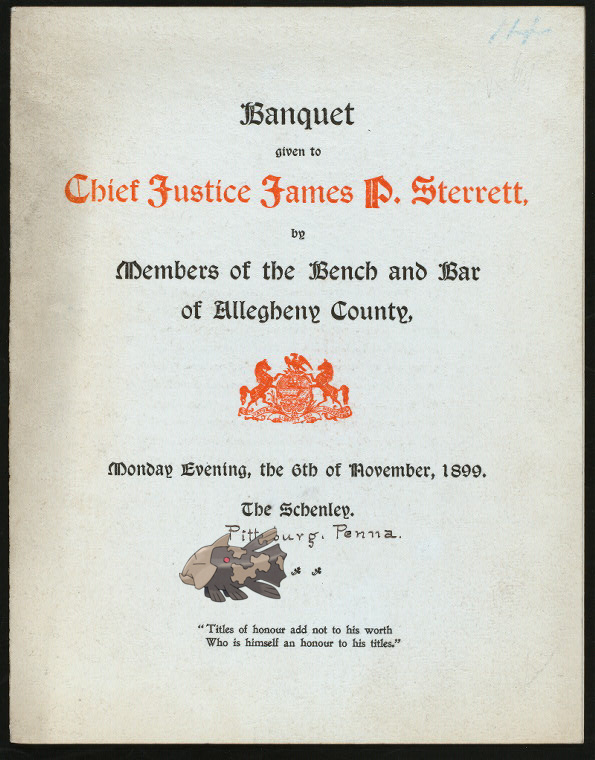 Banquet
given to
Chief Justice James P. Sterrett,
by
Members of the Bench and Bar
of Allegheny County,
Monday Evening, the 6th of November, 1899.
The Schenley.
Penna.
“Titles of honour add not to his worth
Who is himself an honour to his titles.”